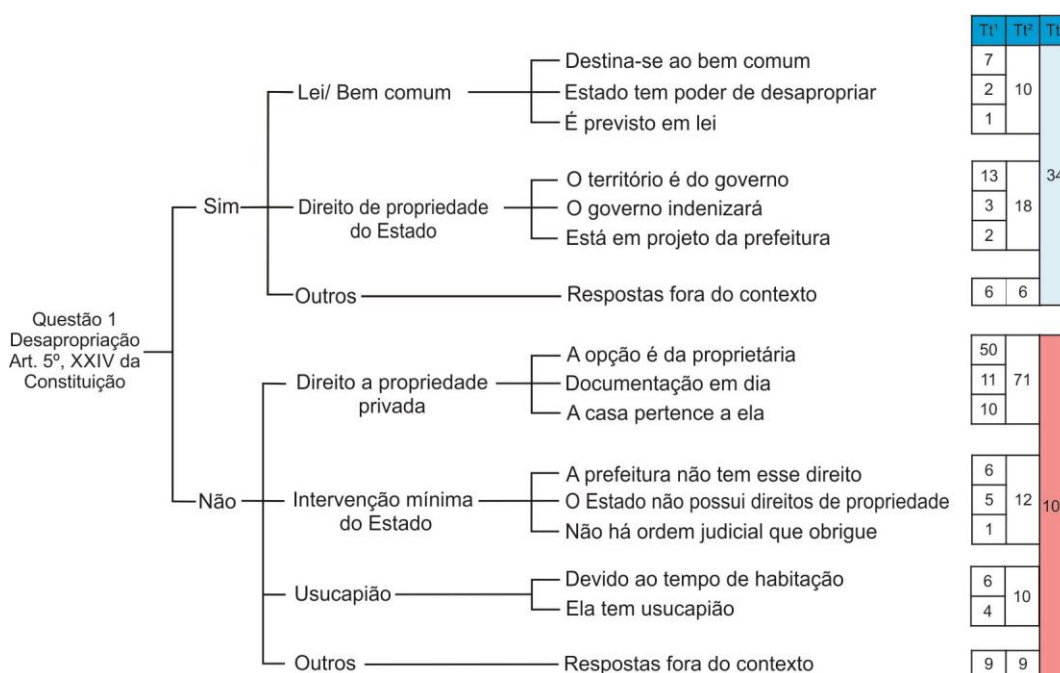 Tt¹ Tt² Tt
Questão 1
Desapropriação
Art. 5º, XXIV da
Constituição
Sim
Lei/ Bem comum
Destina-se ao bem comum
7
Estado tem poder de desapropriar
2
É previsto em lei
1
10
Direito de propriedade
do Estado
O território é do governo
13
O governo indenizará
3
Está em projeto da prefeitura
2
18
Outros
Respostas fora do contexto
6 6
34
Não
Direito a propriedade
privada
A opção é da proprietária
50
Documentação em dia
11
A casa pertence a ela
10
71
Intervenção mínima
do Estado
A prefeitura não tem esse direito
6
O Estado não possui direitos de propriedade
5
Não há ordem judicial que obrigue
1
12
Usucapião
Devido ao tempo de habitação
6
Ela tem usucapião
4
10
Outros
Respostas fora do contexto
9 9